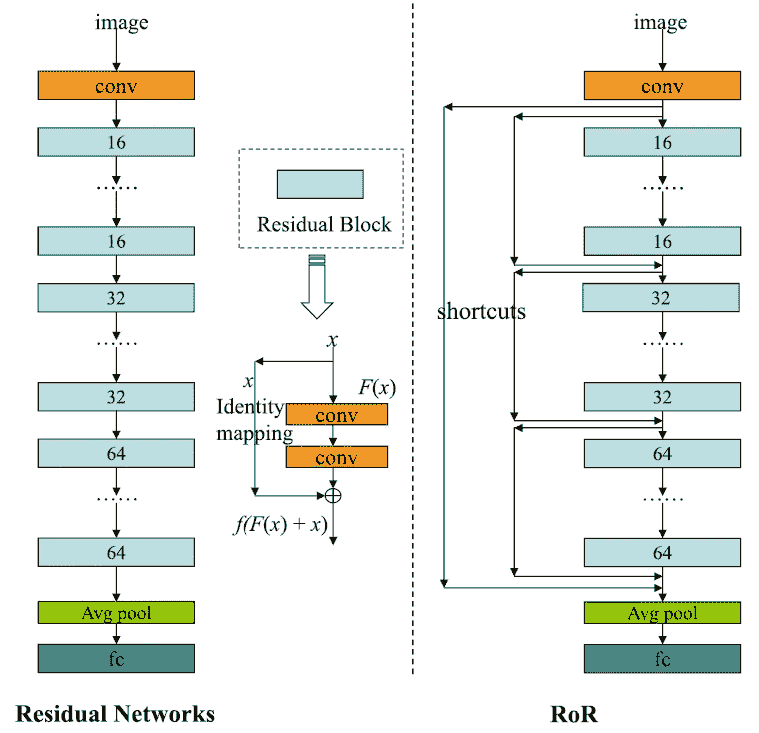 image
conv
16
......
16
32
......
32
64
......
64
Avg pool
fc
Residual Networks
Residual Block
x
x
F(x)
Identity
mapping
conv
conv
f(F(x) + x)
image
conv
16
......
16
shortcuts
32
......
32
64
......
64
Avg pool
fc
RoR